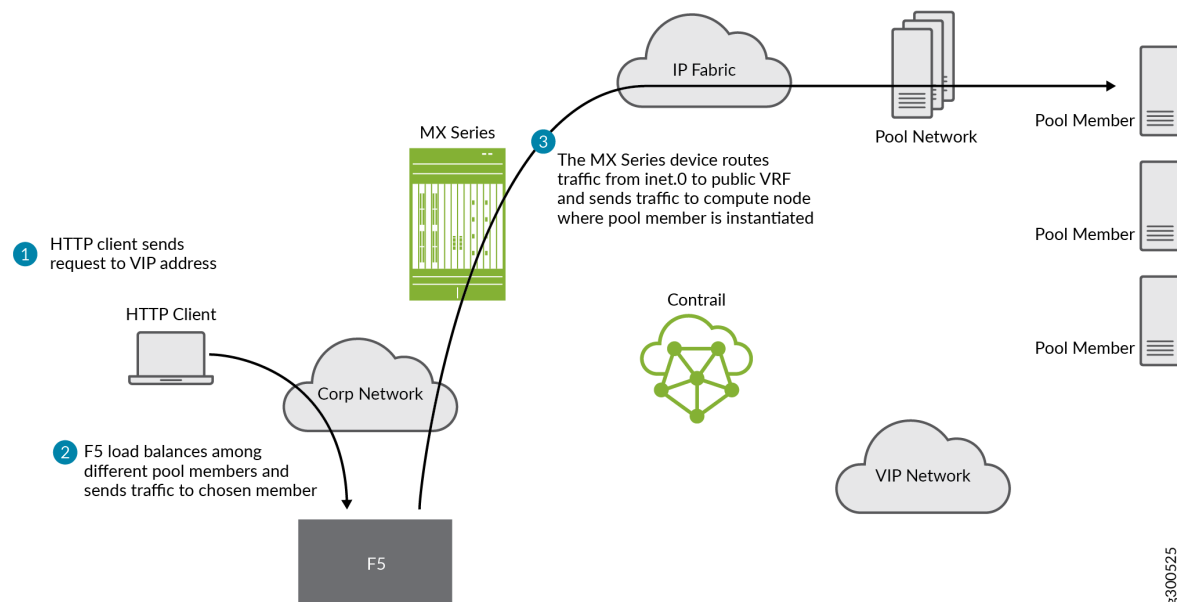 IP Fabric
Pool Network
Pool Member
MX Series
3
The MX Series device routes
traffic from inet.0 to public VRF
and sends traffic to compute node
where pool member is instantiated
Pool Member
1
HTTP client sends
request to VIP address
HTTP Client
Contrail
Pool Member
Corp Network
2
F5 load balances among
different pool members and
sends traffic to chosen member
VIP Network
F5
g300525